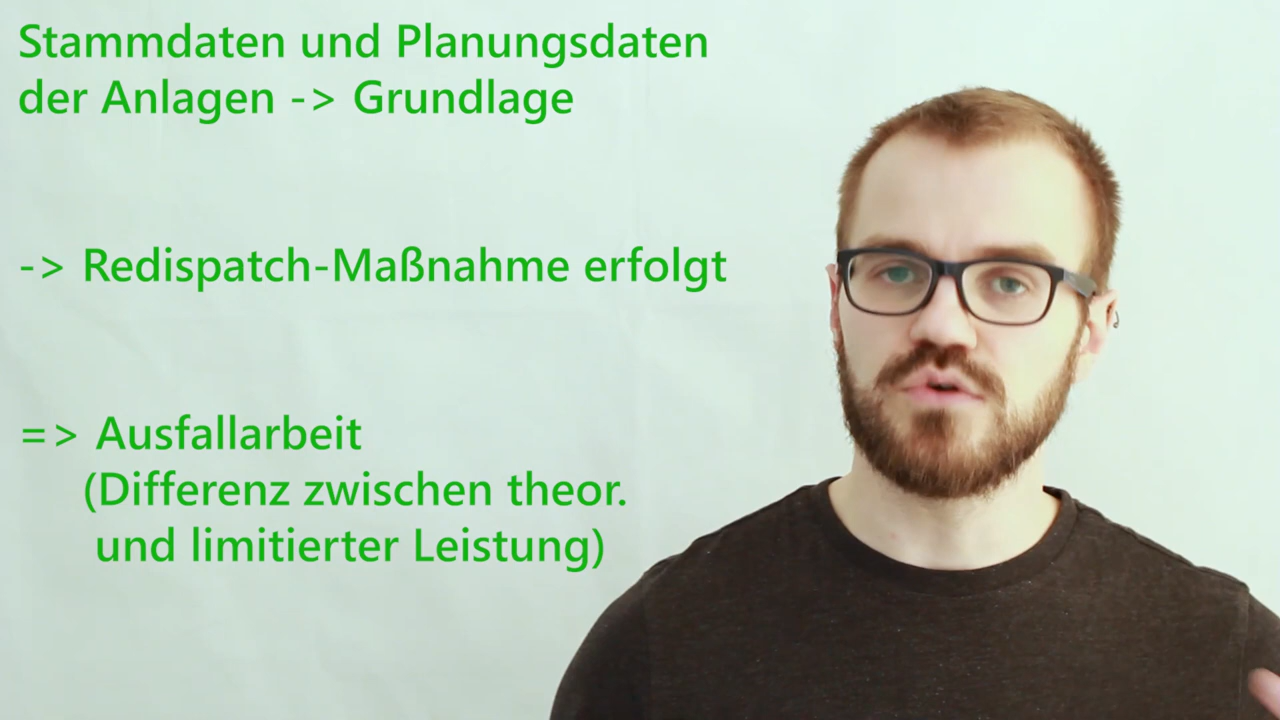 Stammdaten und Planungsdaten
der Anlagen -> Grundlage
-> Redispatch-Maßnahme erfolgt
=> Ausfallarbeit
(Differenz zwischen theor.
und limitierter Leistung)